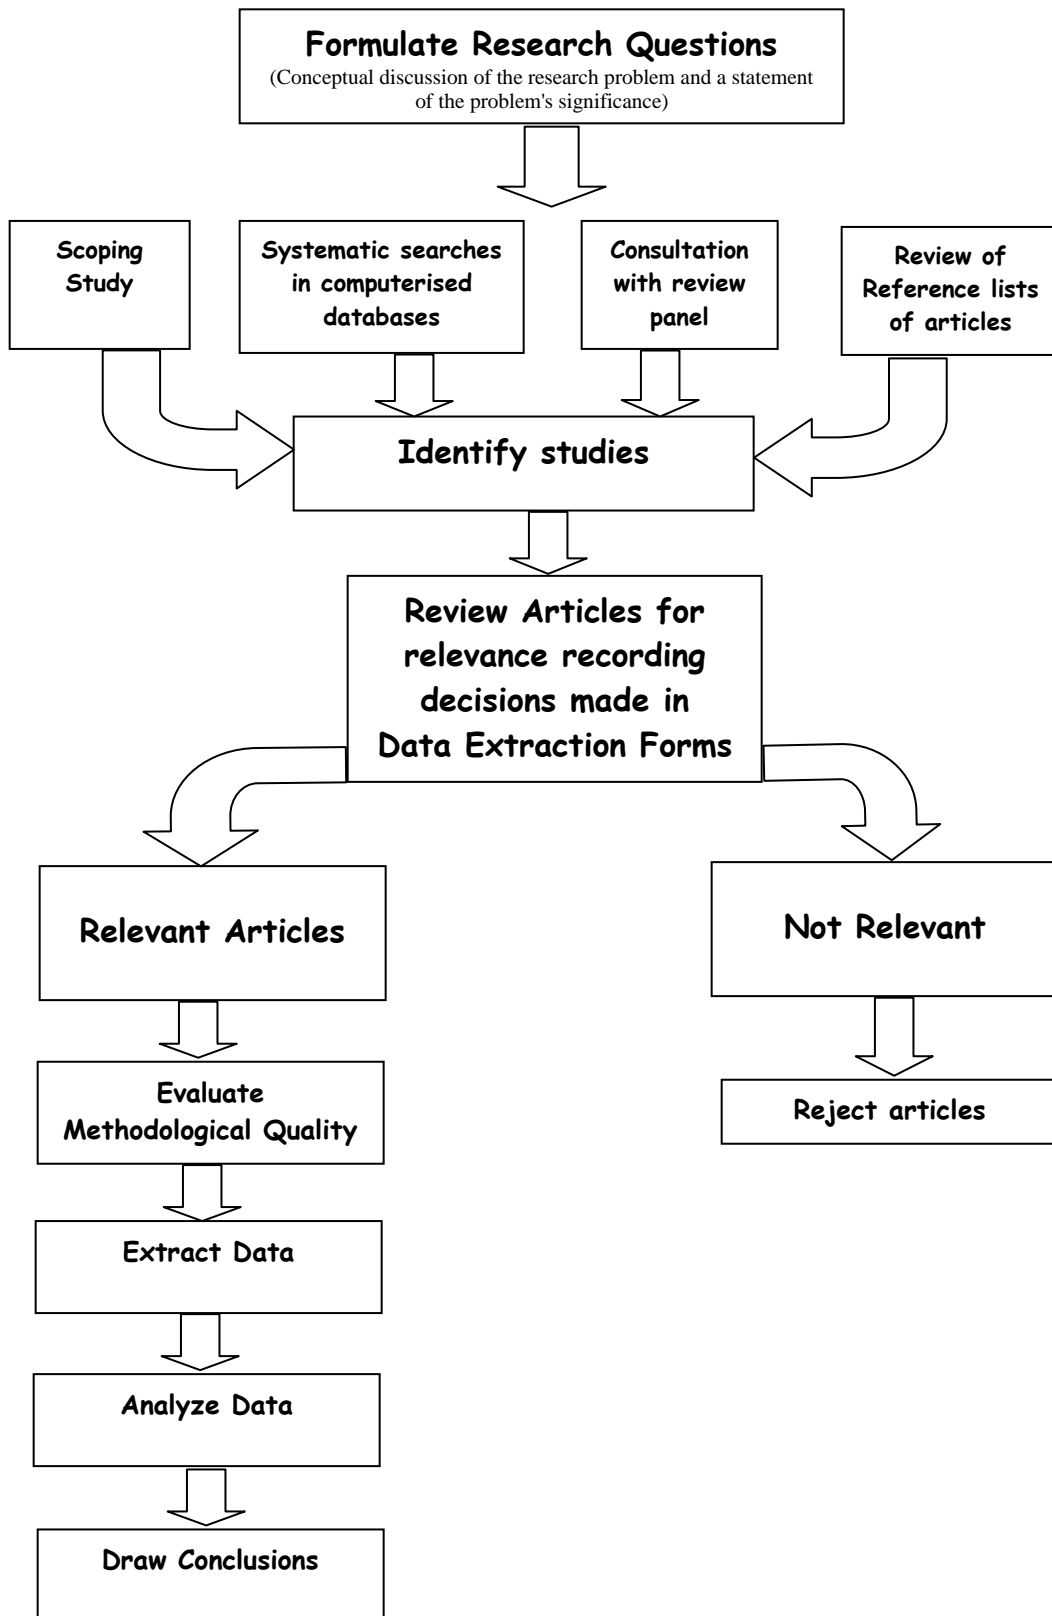 Formulate Research Questions
(Conceptual discussion of the research problem and a statement
of the problem's significance)
Scoping
Study
Systematic searches
in computerised
databases
Consultation
with review
panel
Review of
Reference lists
of articles
Identify studies
Review Articles for
relevance recording
decisions made in
Data Extraction Forms
Relevant Articles
Not Relevant
Evaluate
Methodological Quality
Reject articles
Extract Data
Analyze Data
Draw Conclusions